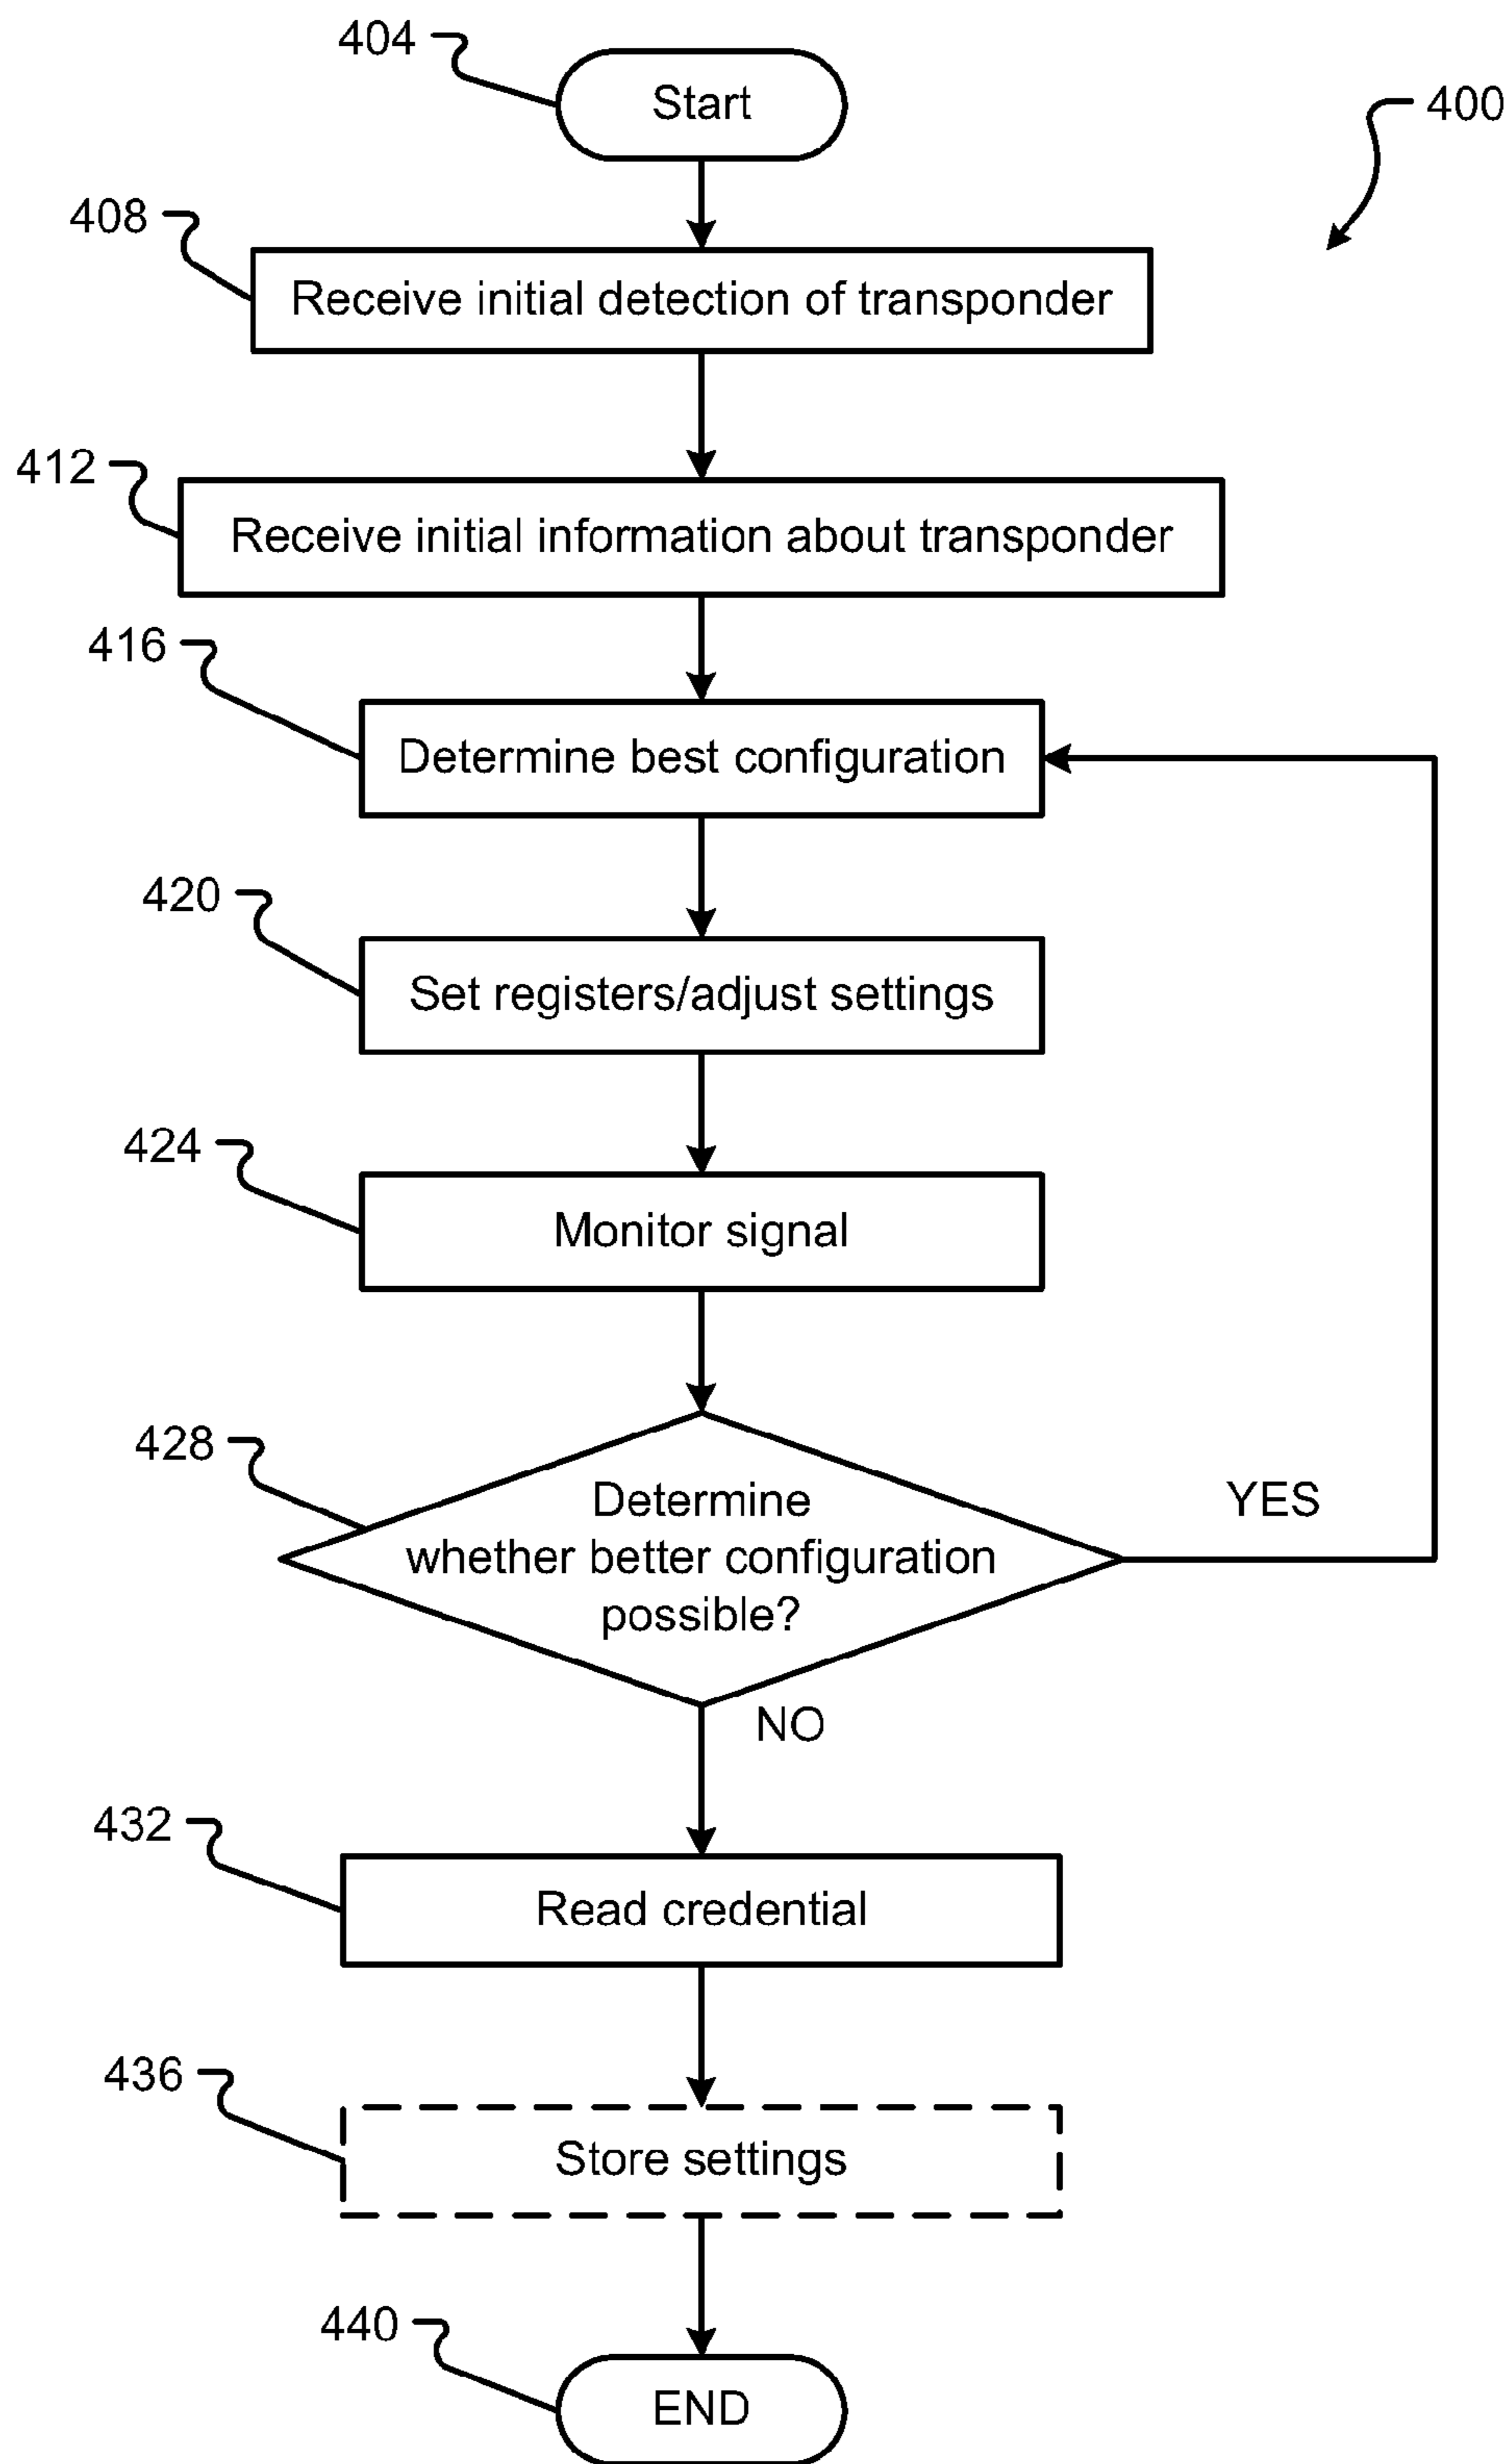 404
Start
400
408
Receive initial detection of transponder
412
Receive initial information about transponder
416
Determine best configuration
420
Set registers/adjust settings
424
Monitor signal
428
Determine
whether better configuration
possible?
YES
NO
432
Read credential
436
Store settings
440
END